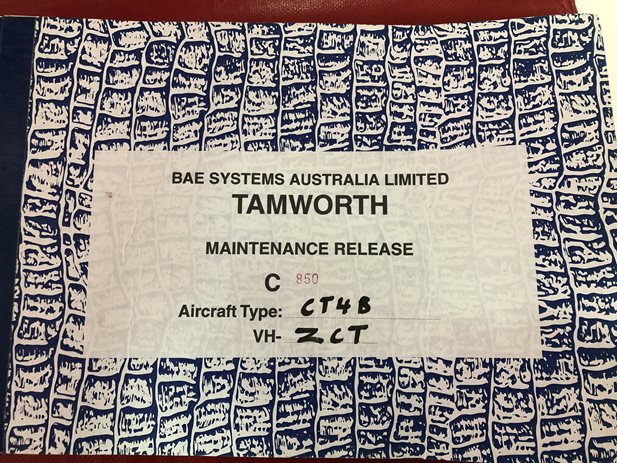 BAE SYSTEMS AUSTRALIA LIMITED
TAMWORTH
MAINTENANCE RELEASE
C 850
Aircraft Type: CT4B
VH- ZCT